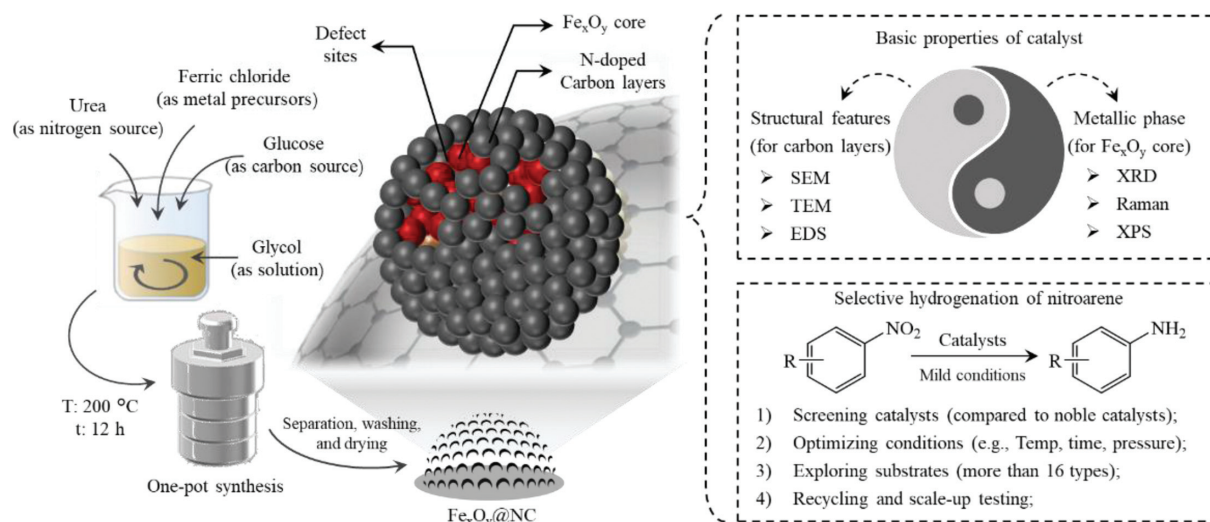 Defect
sites
Fe_xO_y core
N-doped
Carbon layers
Ferric chloride
(as metal precursors)
Urea
(as nitrogen source)
Glucose
(as carbon source)
Glycol
(as solution)
T: 200 °C
t: 12 h
One-pot synthesis
Separation, washing,
and drying
Fe_xO_y@NC
Basic properties of catalyst
Structural features
(for carbon layers)
➢ SEM
➢ TEM
➢ EDS
Metallic phase
(for Fe_xO_y core)
➢ XRD
➢ Raman
➢ XPS
Selective hydrogenation of nitroarene
R
NO₂
Catalysts
Mild conditions
R
NH₂
1) Screening catalysts (compared to noble catalysts);
2) Optimizing conditions (e.g., Temp, time, pressure);
3) Exploring substrates (more than 16 types);
4) Recycling and scale-up testing;